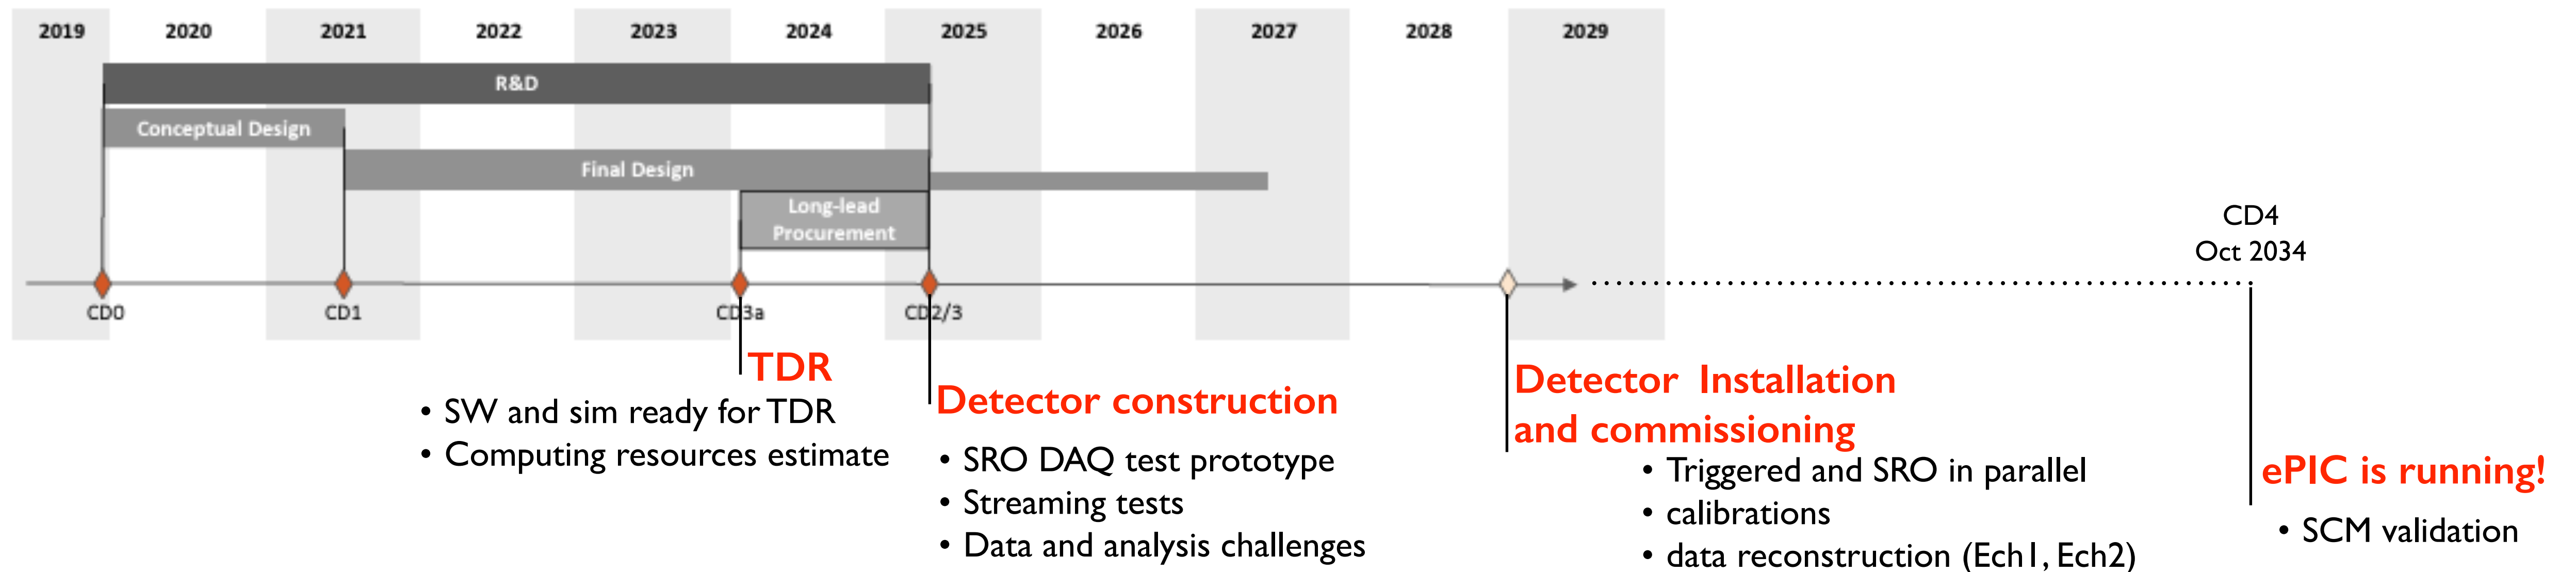 2019 2020 2021 2022 2023 2024 2025 2026 2027 2028 2029
R&D
Conceptual Design
Final Design
Long-lead
Procurement
CD4
Oct 2034
CD0 CD1 CD3a CD2/3
TDR
• SW and sim ready for TDR
• Computing resources estimate
Detector construction
• SRO DAQ test prototype
• Streaming tests
• Data and analysis challenges
Detector Installation
and commissioning
• Triggered and SRO in parallel
• calibrations
• data reconstruction (Ech1, Ech2)
ePIC is running!
• SCM validation